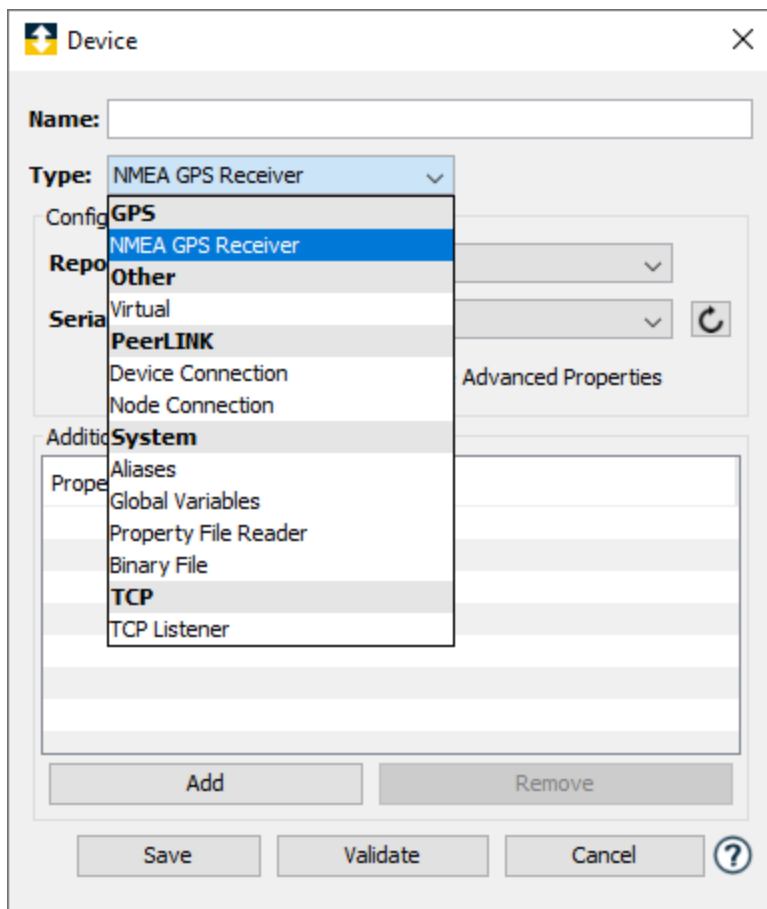 Device
Name:
Type: NMEA GPS Receiver
Config
GPS
NMEA GPS Receiver
Repo
Other
Virtual
Seria
PeerLINK
Device Connection
Advanced Properties
Node Connection
Additio
System
Aliases
Prope
Global Variables
Property File Reader
Binary File
TCP
TCP Listener
Add Remove
Save Validate Cancel ?